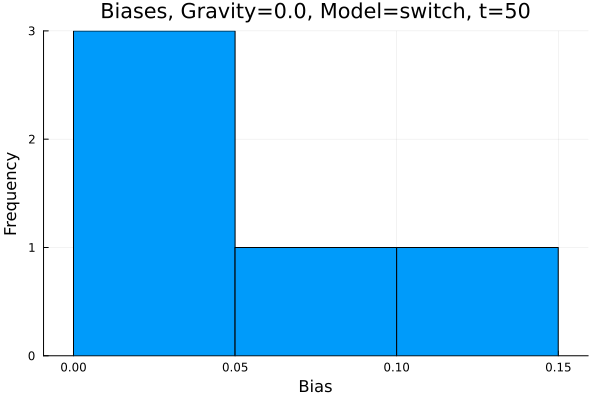 Biases, Gravity=0.0, Model=switch, t=50
Frequency
3
2
1
0
0.00 0.05 0.10 0.15
Bias